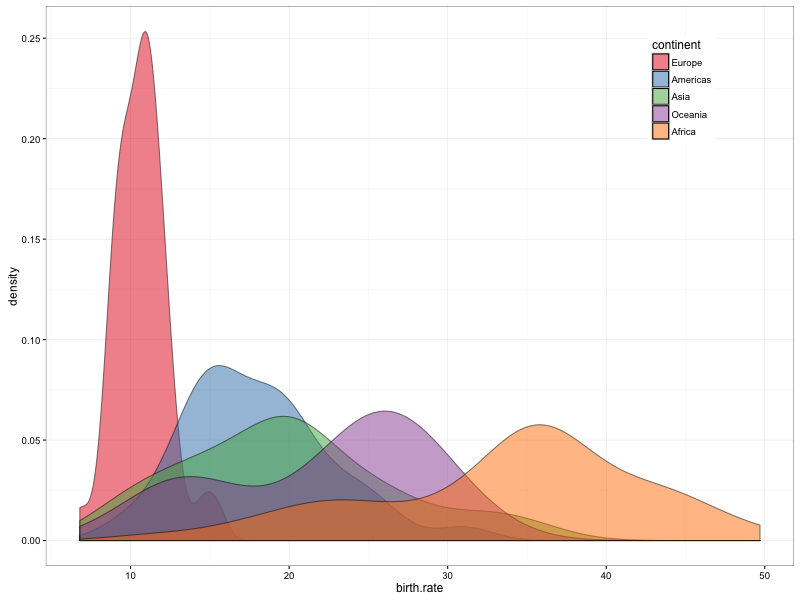 continent
Europe
Americas
Asia
Oceania
Africa
0.25
0.20
0.15
0.10
0.05
0.00
density
10 20 30 40 50
birth.rate